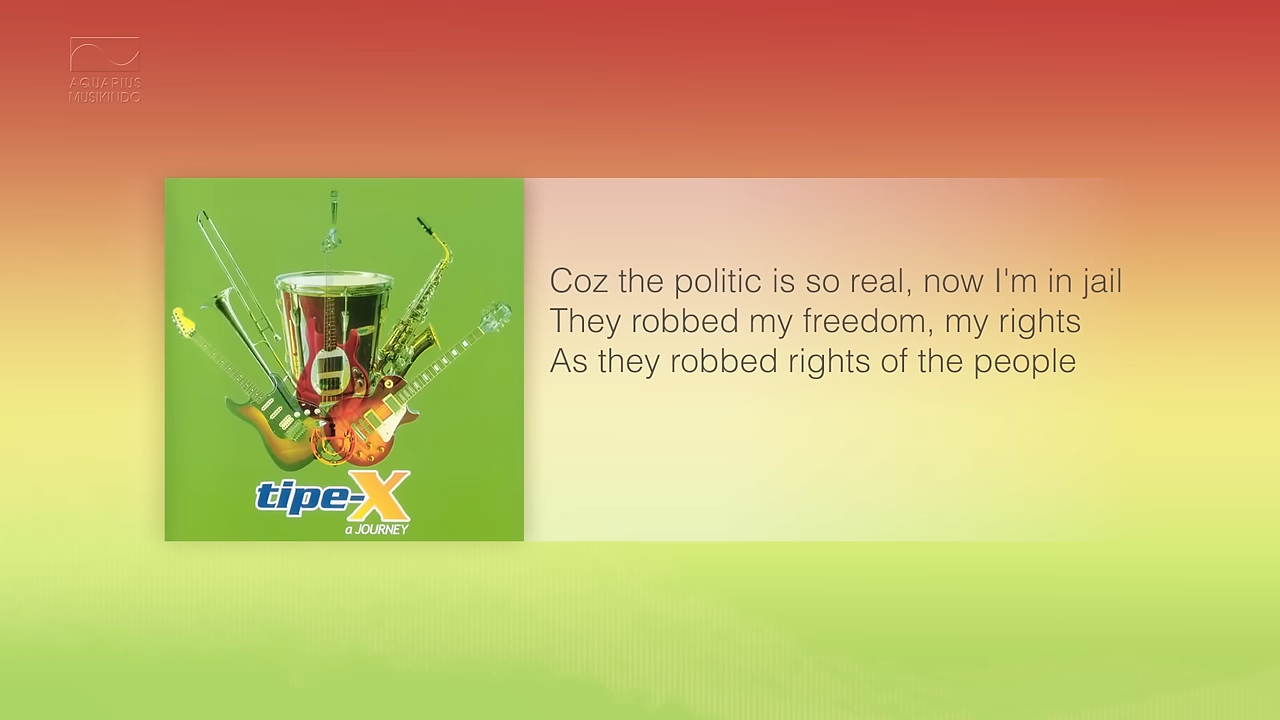 AQUARIUS
MUSIKINDO
Coz the politic is so real, now I'm in jail
They robbed my freedom, my rights
As they robbed rights of the people
tipe-X
a JOURNEY